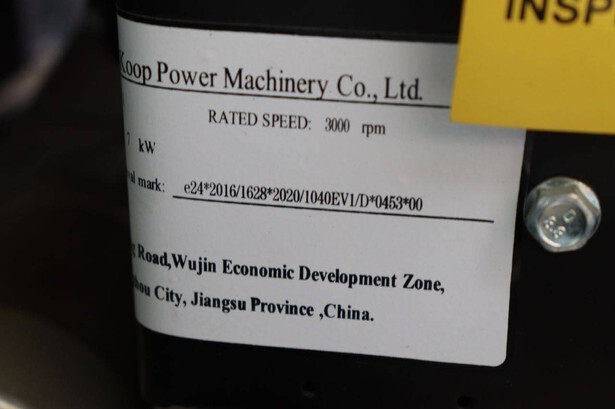 INSP
Koop Power Machinery Co., Ltd.
RATED SPEED: 3000 rpm
7 kW
mark: e24*2016/1628*2020/1040EV1/D*0453*00
Road,Wujin Economic Development Zone,
City, Jiangsu Province ,China.